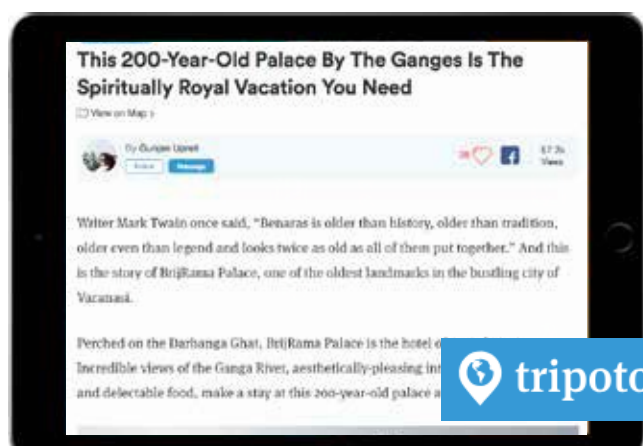 This 200-Year-Old Palace By The Ganges Is The
Spiritually Royal Vacation You Need
View on Map >
By Gunjan Upreti
Follow Message
Views
Writer Mark Twain once said, “Benaras is older than history, older than tradition,
older even than legend and looks twice as old as all of them put together.” And this
is the story of BrijRama Palace, one of the oldest landmarks in the bustling city of
Varanasi.
Perched on the Darbhanga Ghat, BrijRama Palace is the hotel
Incredible views of the Ganga River, aesthetically-pleasing
and delectable food, make a stay at this 200-year-old palace
tripoto